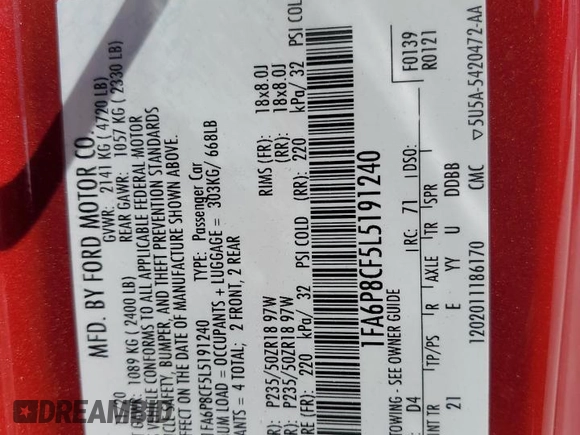 MFD. BY FORD MOTOR CO.
GVWR: 2141 KG ( 4720 LB)
1089 KG ( 2400 LB) REAR GAWR: 1057 KG ( 2330 LB)
VEHICLE CONFORMS TO ALL APPLICABLE FEDERAL MOTOR
SAFETY, BUMPER, AND THEFT PREVENTION STANDARDS
EFFECT ON THE DATE OF MANUFACTURE SHOWN ABOVE.
1FA6P8CF5L5191240 TYPE: Passenger Car
LOAD = OCCUPANTS + LUGGAGE = 303KG/ 668LB
= 4 TOTAL; 2 FRONT, 2 REAR
P235/50ZR18 97W RIMS (FR): 18x8.0J
P235/50ZR18 97W (RR): 18x8.0J
(FR): 220 kPa/ 32 PSI COLD (RR): 220 kPa/ 32 PSI COLD
1FA6P8CF5L5191240
TOWING - SEE OWNER GUIDE F0139
R0121
D4 RC: 71 DSO:
INT TR TP/PS R AXLE TR SPR
21 E YY U DDBB
1202011186170 CMC ▽5U5A-5420472-AA
DREAMBID